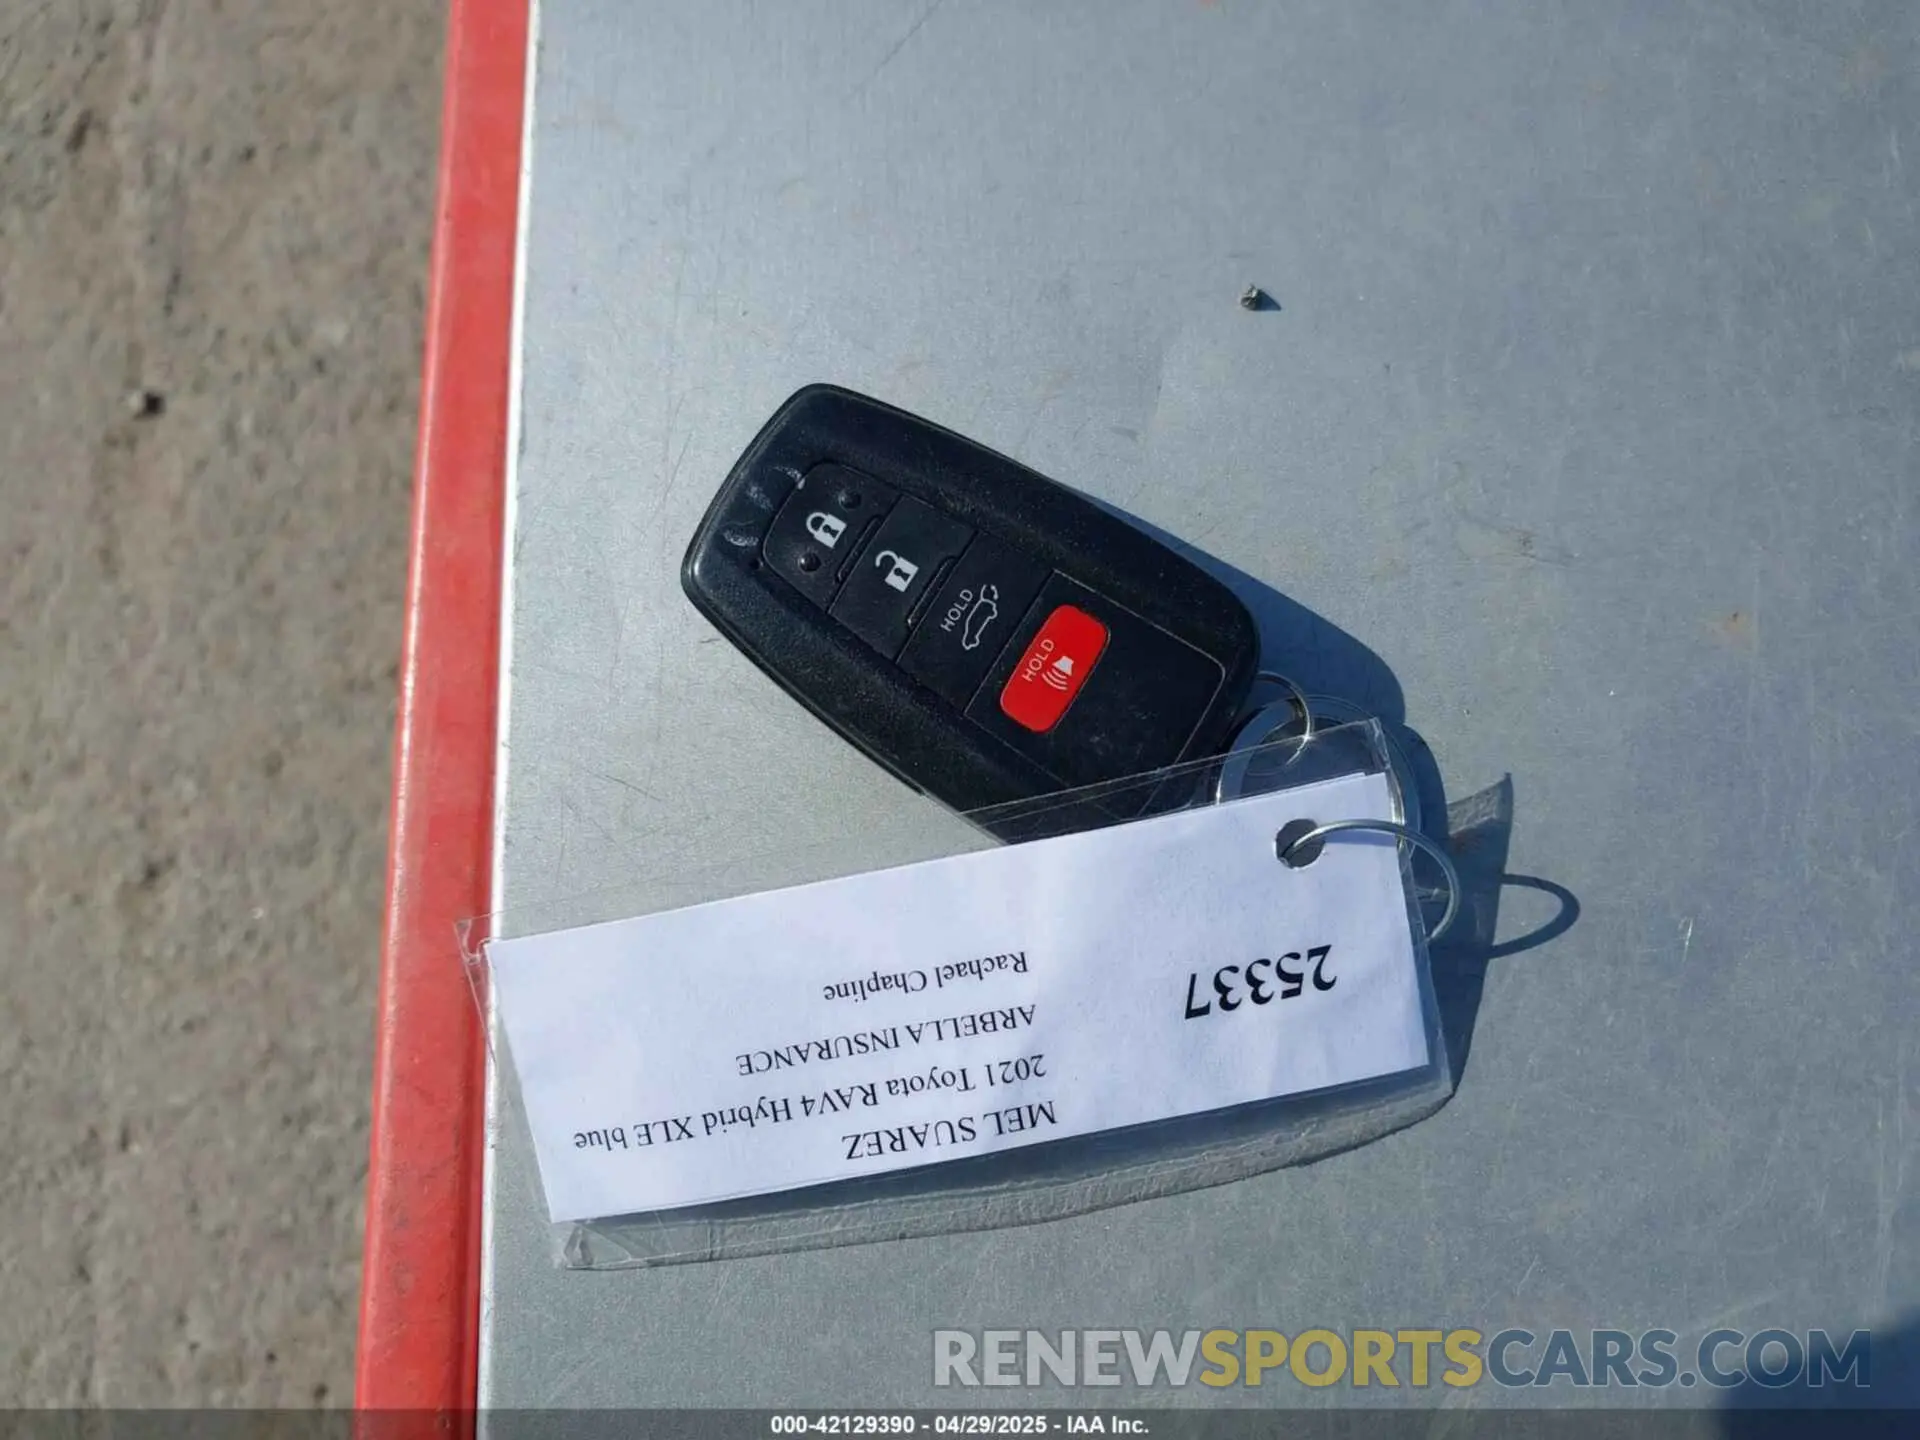 HOLD
HOLD
MEL SUAREZ
2021 Toyota RAV4 Hybrid XLE blue
ARBELLA INSURANCE
Rachael Chapline
25337
RENEWSPORTSCARS.COM
000-42129390 - 04/29/2025 - IAA Inc.